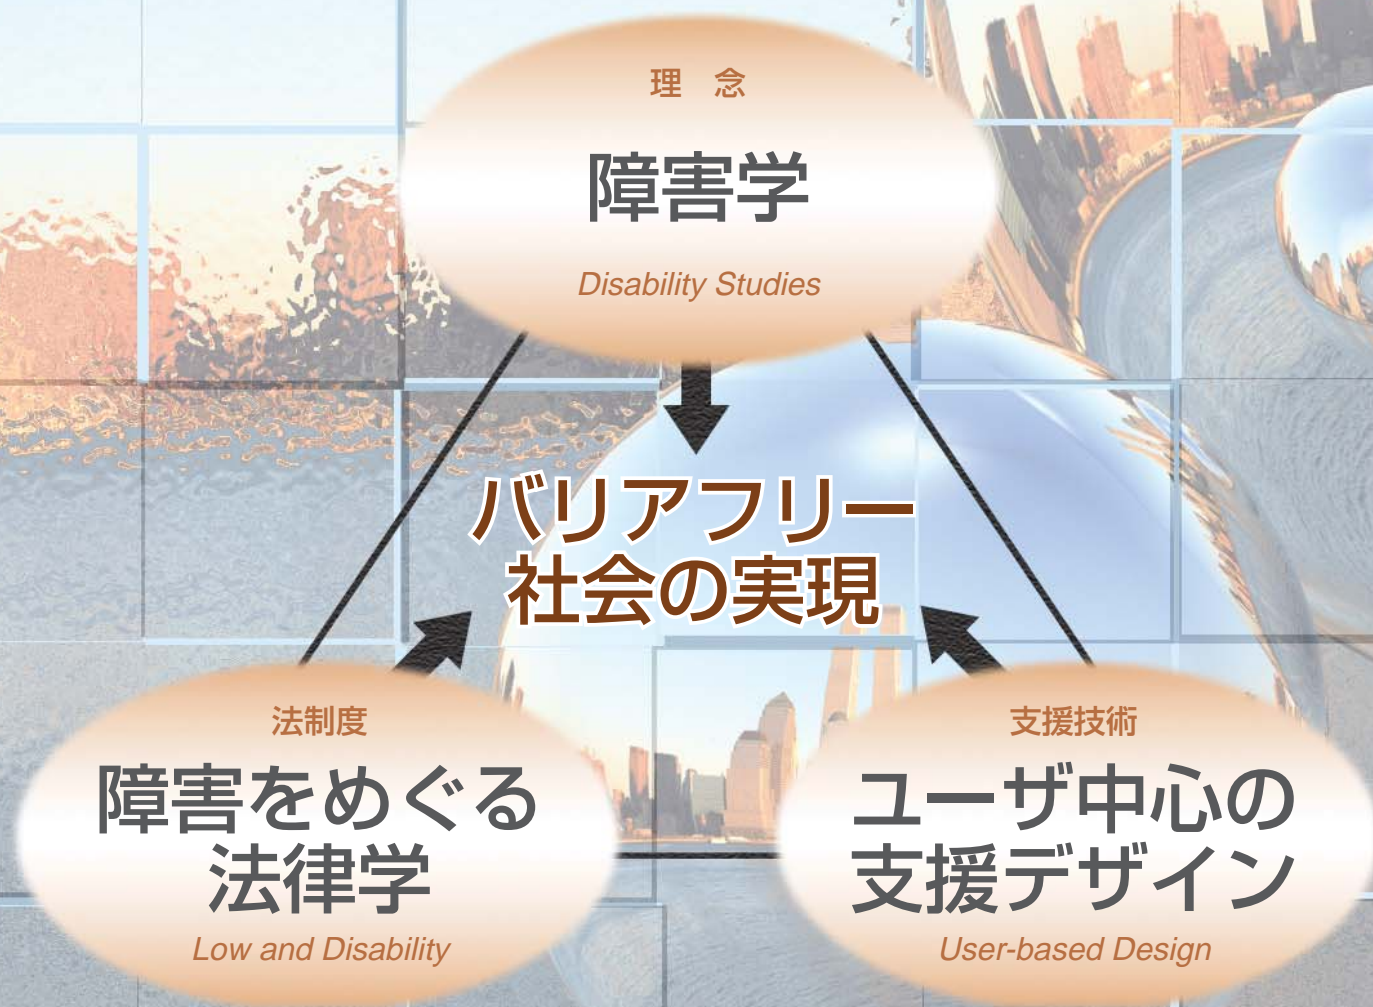 理　念
障害学
Disability Studies
バリアフリー
社会の実現
法制度
障害をめぐる
法律学
Low and Disability
支援技術
ユーザ中心の
支援デザイン
User-based Design